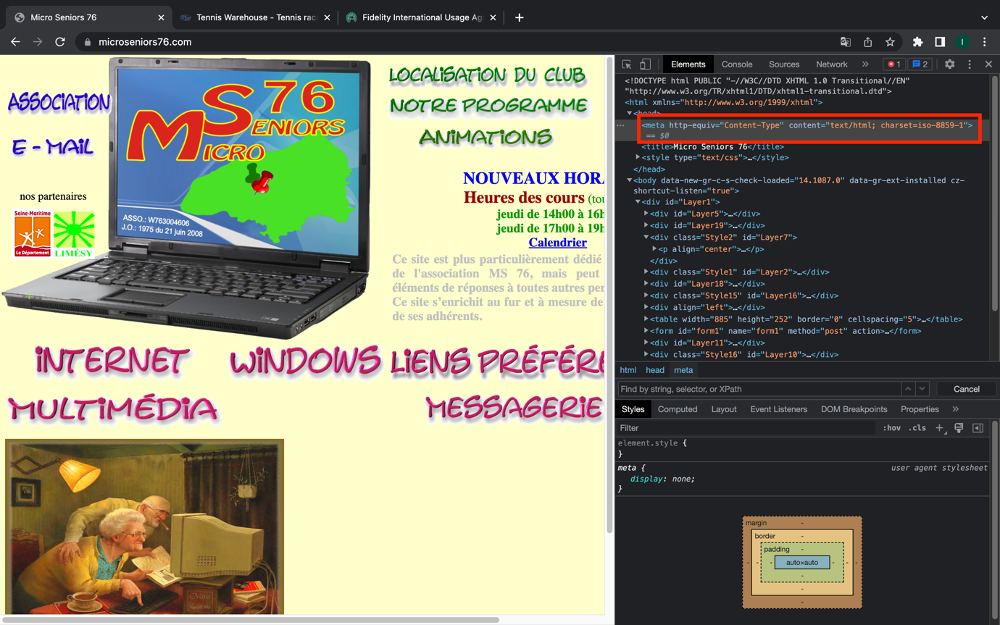 Micro Seniors 76
Tennis Warehouse - Tennis rac
Fidelity International Usage Ag
microseniors76.com
I
ASSOCIATION
E - MAIL
nos partenaires
Seine-Maritime
Le Département
LIMÉSY
MS 76
MICRO SENIORS
ASSO.: W763004606
J.O.: 1975 du 21 juin 2008
LOCALISATION DU CLUB
NOTRE PROGRAMME
ANIMATIONS
NOUVEAUX HORA
Heures des cours (tou
jeudi de 14h00 à 16h
jeudi de 17h00 à 19h
Calendrier
Ce site est plus particulièrement dédié
de l'association MS 76, mais peut
éléments de réponses à toutes autres per
Ce site s’enrichit au fur et à mesure de
de ses adhérents.
INTERNET
WINDOWS
LIENS PRÉFÉRE
MULTIMÉDIA
MESSAGERIE
Elements Console Sources Network » 1 2
<!DOCTYPE html PUBLIC "-//W3C//DTD XHTML 1.0 Transitional//EN"
"http://www.w3.org/TR/xhtml1/DTD/xhtml1-transitional.dtd">
<html xmlns="http://www.w3.org/1999/xhtml">
<head>
<meta http-equiv="Content-Type" content="text/html; charset=iso-8859-1">
== $0
<title>Micro Seniors 76</title>
<style type="text/css">…</style>
</head>
<body data-new-gr-c-s-check-loaded="14.1087.0" data-gr-ext-installed cz-
shortcut-listen="true">
<div id="Layer1">
<div id="Layer5">…</div>
<div id="Layer19">…</div>
<div class="Style2" id="Layer7">
<p align="center">…</p>
</div>
<div class="Style1" id="Layer2">…</div>
<div id="Layer18">…</div>
<div class="Style15" id="Layer16">…</div>
<div align="left">…</div>
<table width="885" height="252" border="0" cellspacing="5">…</table>
<form id="form1" name="form1" method="post" action>…</form>
<div id="Layer11">…</div>
<div class="Style16" id="Layer10">…</div>
html head meta
Find by string, selector, or XPath
Cancel
Styles Computed Layout Event Listeners DOM Breakpoints Properties »
Filter
:hov .cls +
element.style {
}
meta {
user agent stylesheet
display: none;
}
margin -
border -
padding -
- - - auto×auto - - -
-
-
-